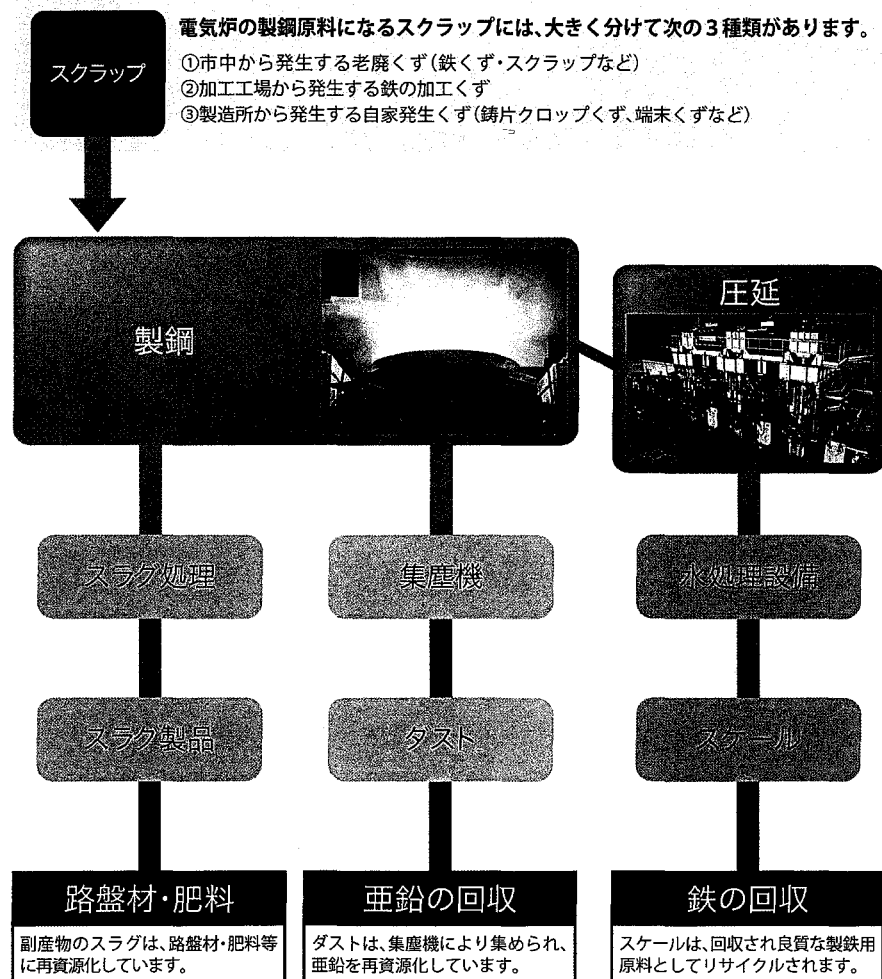 電気炉の製鋼原料になるスクラップには、大きく分けて次の3種類があります。
スクラップ
①市中から発生する老廃くず(鉄くず・スクラップなど)
②加工工場から発生する鉄の加工くず
③製造所から発生する自家発生くず(鋳片クロップくず、端末くずなど)
製鋼
圧延
スラグ処理
集塵機
水処理設備
スラグ製品
ダスト
スケール
路盤材・肥料
副産物のスラグは、路盤材・肥料等
に再資源化しています。
亜鉛の回収
ダストは、集塵機により集められ、
亜鉛を再資源化しています。
鉄の回収
スケールは、回収され良質な製鉄用
原料としてリサイクルされます。